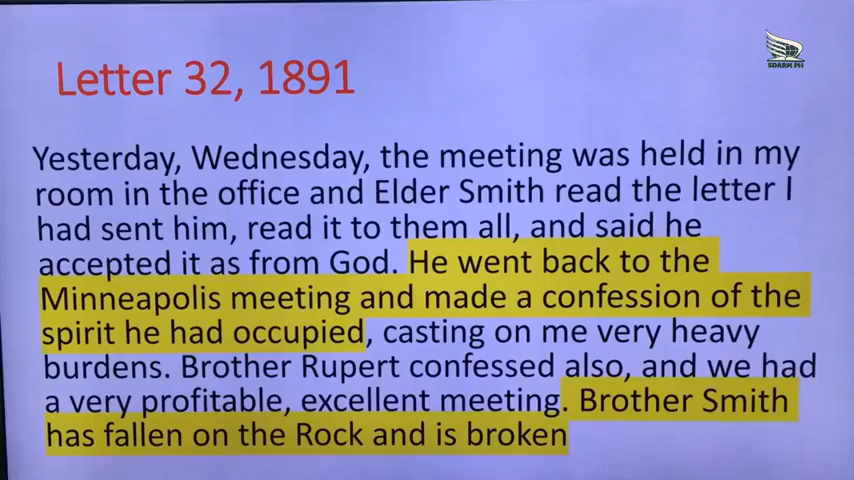 Letter 32, 1891
SDARM PH
Yesterday, Wednesday, the meeting was held in my
room in the office and Elder Smith read the letter I
had sent him, read it to them all, and said he
accepted it as from God. He went back to the
Minneapolis meeting and made a confession of the
spirit he had occupied, casting on me very heavy
burdens. Brother Rupert confessed also, and we had
a very profitable, excellent meeting. Brother Smith
has fallen on the Rock and is broken